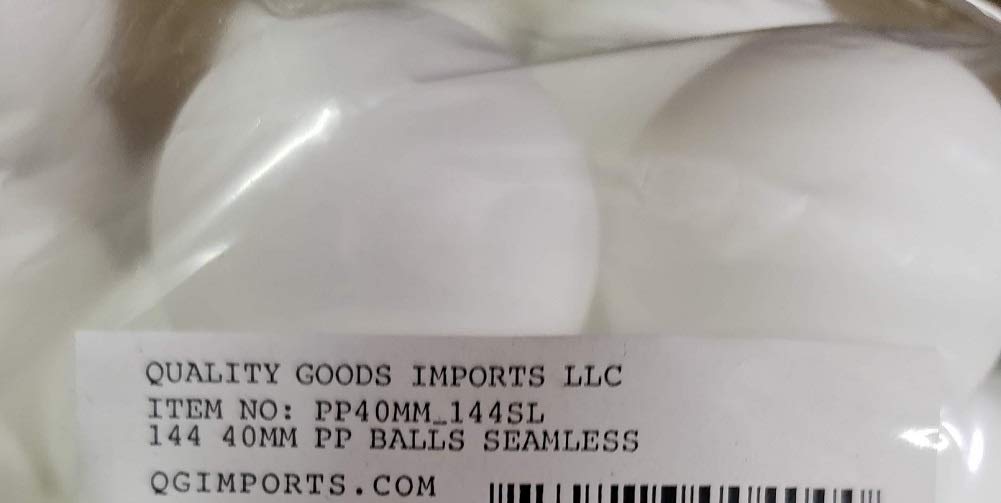 QUALITY GOODS IMPORTS LLC
ITEM NO: PP40MM_144SL
144 40MM PP BALLS SEAMLESS
QGIMPORTS.COM